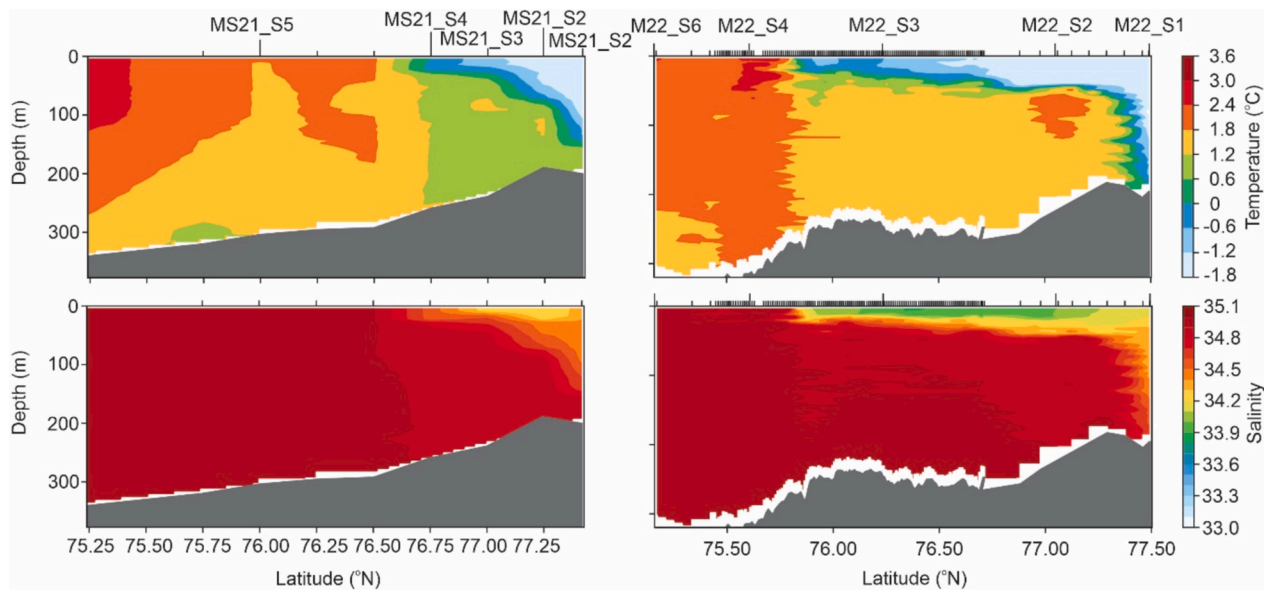 MS21_S5
MS21_S4
MS21_S3
MS21_S2
MS21_S2
M22_S6
M22_S4
M22_S3
M22_S2
M22_S1
0
100
200
300
Depth (m)
3.6
3.0
2.4
1.8
1.2
0.6
0
-0.6
-1.2
-1.8
Temperature (°C)
0
100
200
300
Depth (m)
35.1
34.8
34.5
34.2
33.9
33.6
33.3
33.0
Salinity
75.25 75.50 75.75 76.00 76.25 76.50 76.75 77.00 77.25
Latitude (°N)
75.50 76.00 76.50 77.00 77.50
Latitude (°N)